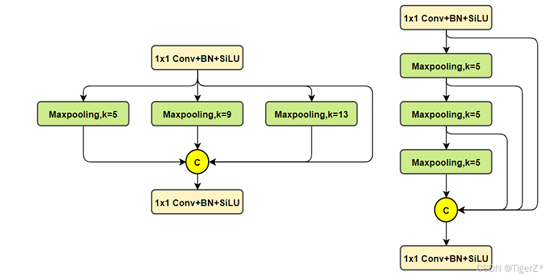 1x1 Conv+BN+SiLU
Maxpooling,k=5
Maxpooling,k=9
Maxpooling,k=13
C
1x1 Conv+BN+SiLU
1x1 Conv+BN+SiLU
Maxpooling,k=5
Maxpooling,k=5
Maxpooling,k=5
C
1x1 Conv+BN+SiLU
CSDN @TigerZ*